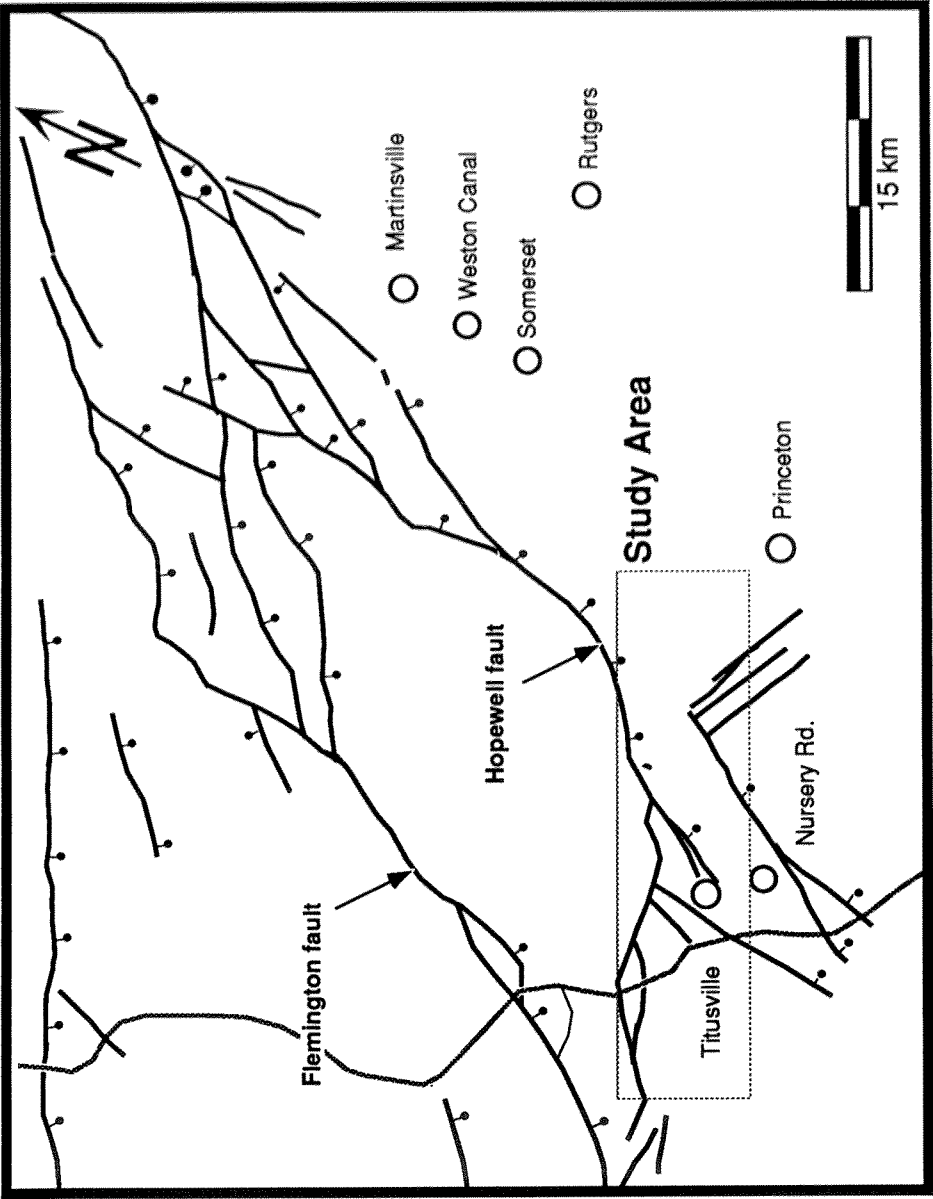 N
Martinsville
Weston Canal
Rutgers
Somerset
15 km
Study Area
Princeton
Hopewell fault
Nursery Rd.
Flemington fault
Titusville